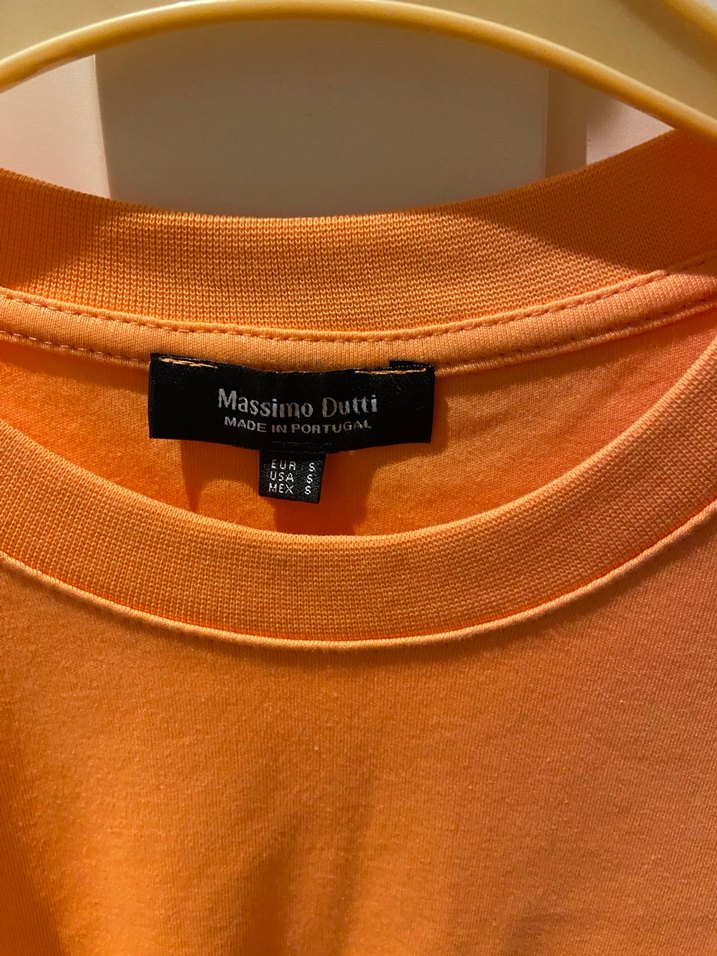 Massimo Dutti
MADE IN PORTUGAL
EUR S
USA S
MEX S